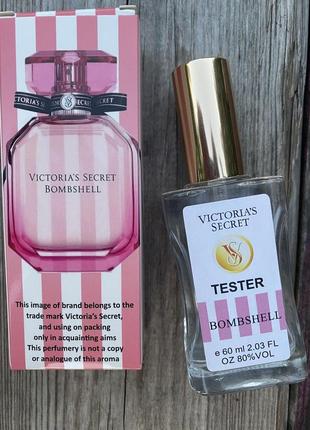 VICTORIA'S SECRET
VICTORIA'S SECRET
BOMBSHELL
This image of brand belongs to the
trade mark Victoria's Secret,
and using on packing
only in acquainting aims
This perfumery is not a copy
or analogue of this aroma
VICTORIA'S
SECRET
VS
TESTER
BOMBSHELL
e 60 ml 2.03 FL
OZ 80%VOL